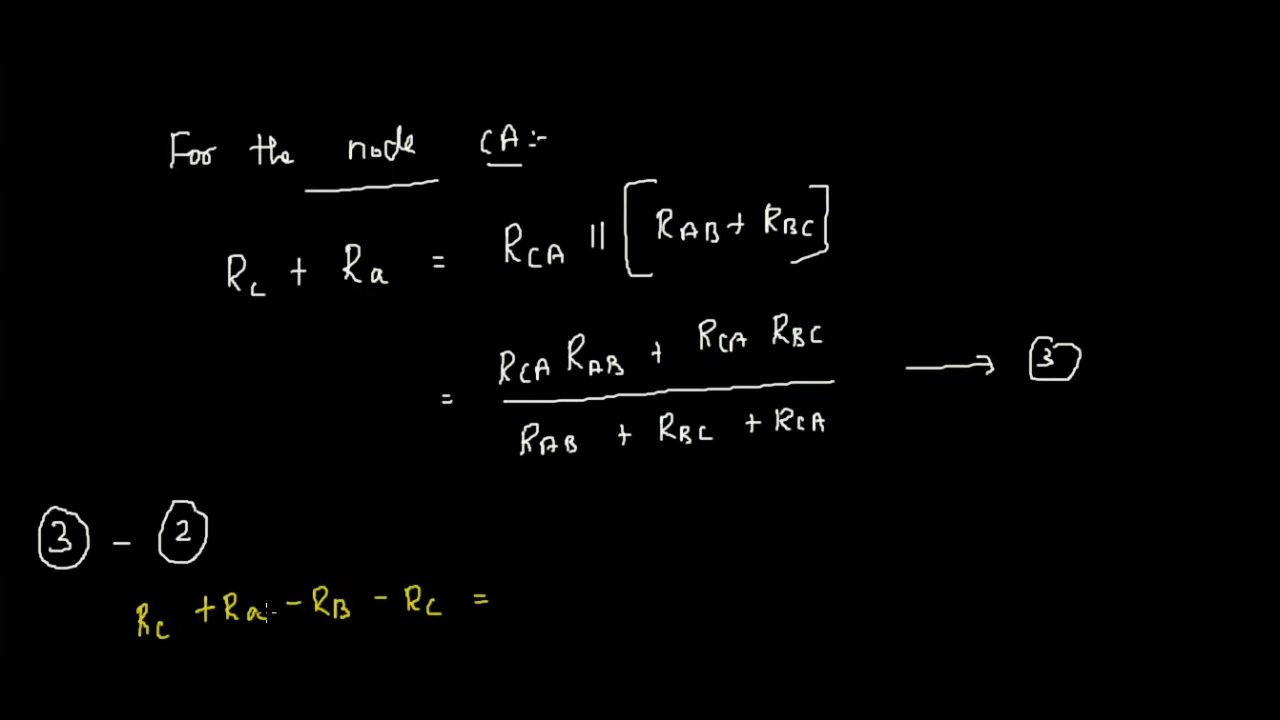 For the node CA:-
Rc + Ra = RCA || [RAB + RBC]
= RCA RAB + RCA RBC / RAB + RBC + RCA → 3
3 - 2
Rc + Ra - RB - RC =